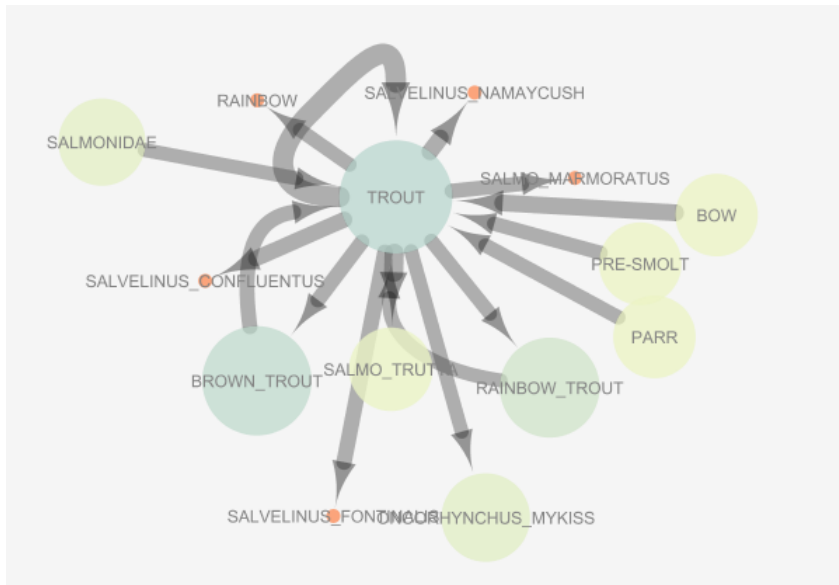 SALVELINUS_NAMAYCUSH
RAINBOW
SALMONIDAE
SALMO_MARMORATUS
TROUT
BOW
PRE-SMOLT
SALVELINUS_CONFLUENTUS
PARR
SALMO_TRUTTA
BROWN_TROUT
RAINBOW_TROUT
SALVELINUS_FONTINALIS
ONCORHYNCHUS_MYKISS